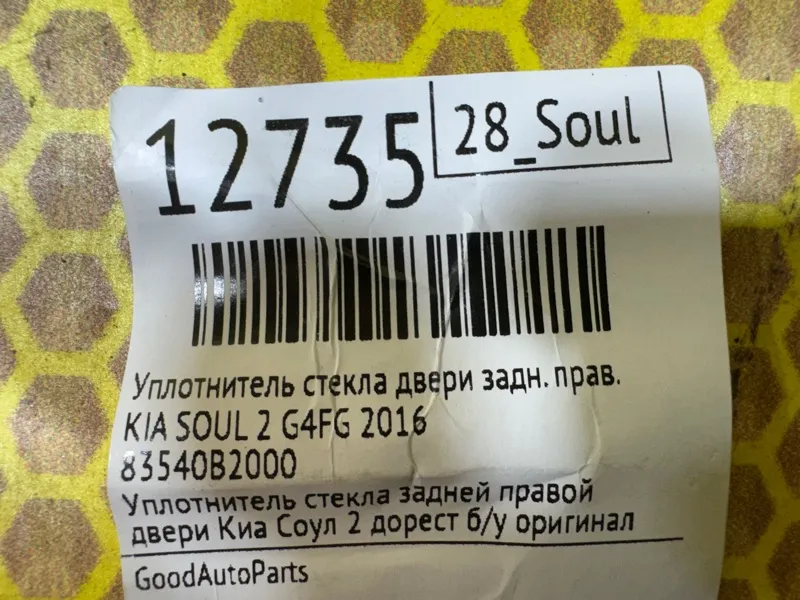 12735
28_Soul
Уплотнитель стекла двери задн. прав.
KIA SOUL 2 G4FG 2016
83540B2000
Уплотнитель стекла задней правой
двери Киа Соул 2 дорест б/у оригинал
GoodAutoParts